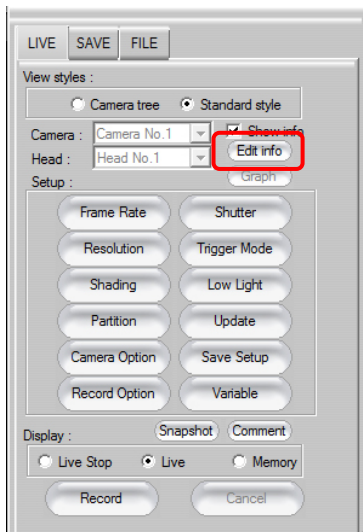 LIVE SAVE FILE
View styles :
Camera tree Standard style
Camera : Camera No.1 Show info
Head : Head No.1 Edit info
Setup : Graph
Frame Rate Shutter
Resolution Trigger Mode
Shading Low Light
Partition Update
Camera Option Save Setup
Record Option Variable
Display : Snapshot Comment
Live Stop Live Memory
Record Cancel